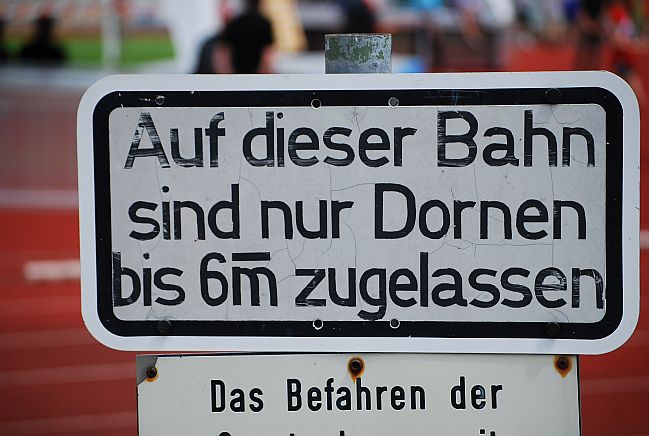 Auf dieser Bahn
sind nur Dornen
bis 6m̅ zugelassen
Das Befahren der